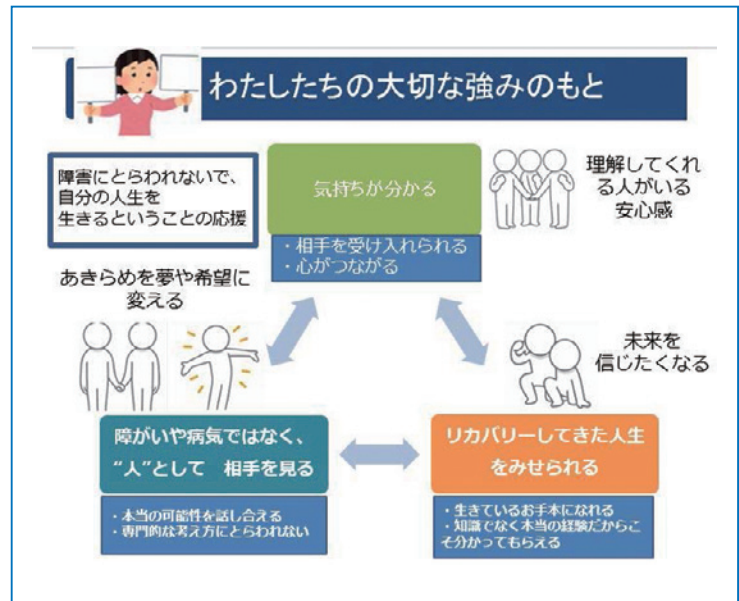 わたしたちの大切な強みのもと
障害にとらわれないで、
自分の人生を
生きるということの応援
気持ちが分かる
・相手を受け入れられる
・心がつながる
理解してくれ
る人がいる
安心感
あきらめを夢や希望に
変える
未来を
信じたくなる
障がいや病気ではなく、
“人”として 相手を見る
・本当の可能性を話し合える
・専門的な考え方にとらわれない
リカバリーしてきた人生
をみせられる
・生きているお手本になれる
・知識でなく本当の経験だからこ
そ分かってもらえる